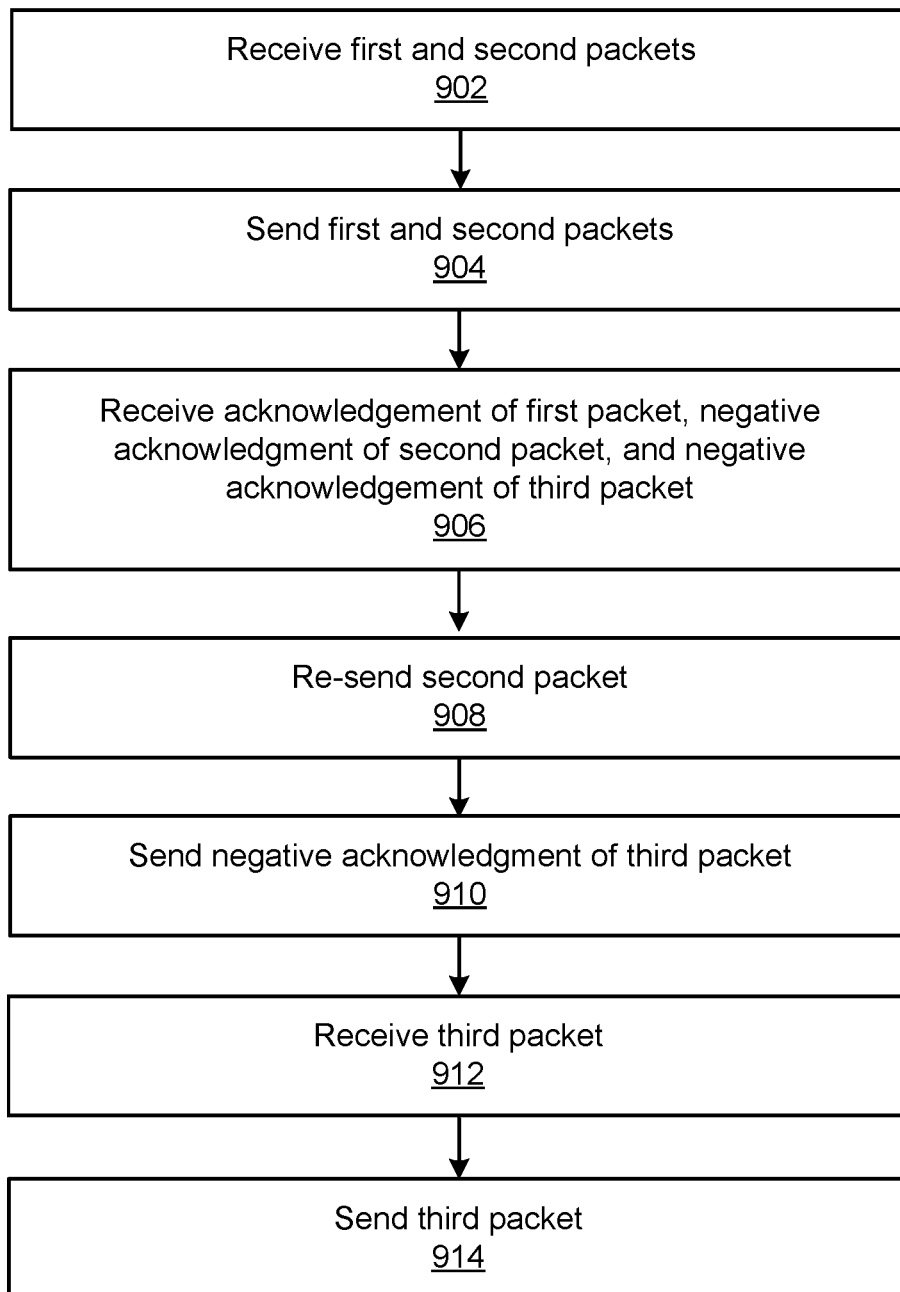 Receive first and second packets
902
Send first and second packets
904
Receive acknowledgement of first packet, negative
acknowledgment of second packet, and negative
acknowledgement of third packet
906
Re-send second packet
908
Send negative acknowledgment of third packet
910
Receive third packet
912
Send third packet
914